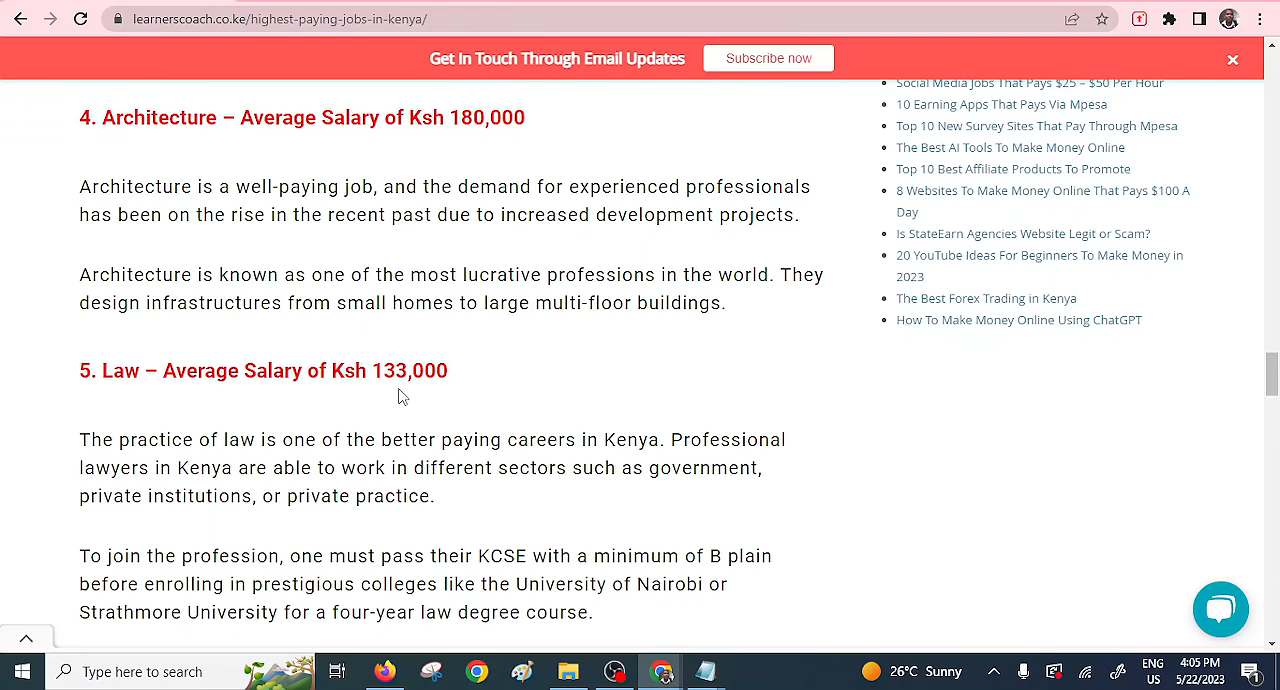 learnerscoach.co.ke/highest-paying-jobs-in-kenya/
Get In Touch Through Email Updates
Subscribe now
4. Architecture – Average Salary of Ksh 180,000
Architecture is a well-paying job, and the demand for experienced professionals
has been on the rise in the recent past due to increased development projects.
Architecture is known as one of the most lucrative professions in the world. They
design infrastructures from small homes to large multi-floor buildings.
5. Law – Average Salary of Ksh 133,000
The practice of law is one of the better paying careers in Kenya. Professional
lawyers in Kenya are able to work in different sectors such as government,
private institutions, or private practice.
To join the profession, one must pass their KCSE with a minimum of B plain
before enrolling in prestigious colleges like the University of Nairobi or
Strathmore University for a four-year law degree course.
Social Media Jobs That Pays $25 – $50 Per Hour
10 Earning Apps That Pays Via Mpesa
Top 10 New Survey Sites That Pay Through Mpesa
The Best AI Tools To Make Money Online
Top 10 Best Affiliate Products To Promote
8 Websites To Make Money Online That Pays $100 A
Day
Is StateEarn Agencies Website Legit or Scam?
20 YouTube Ideas For Beginners To Make Money in
2023
The Best Forex Trading in Kenya
How To Make Money Online Using ChatGPT
Type here to search
26°C Sunny
ENG
US
4:05 PM
5/22/2023
1